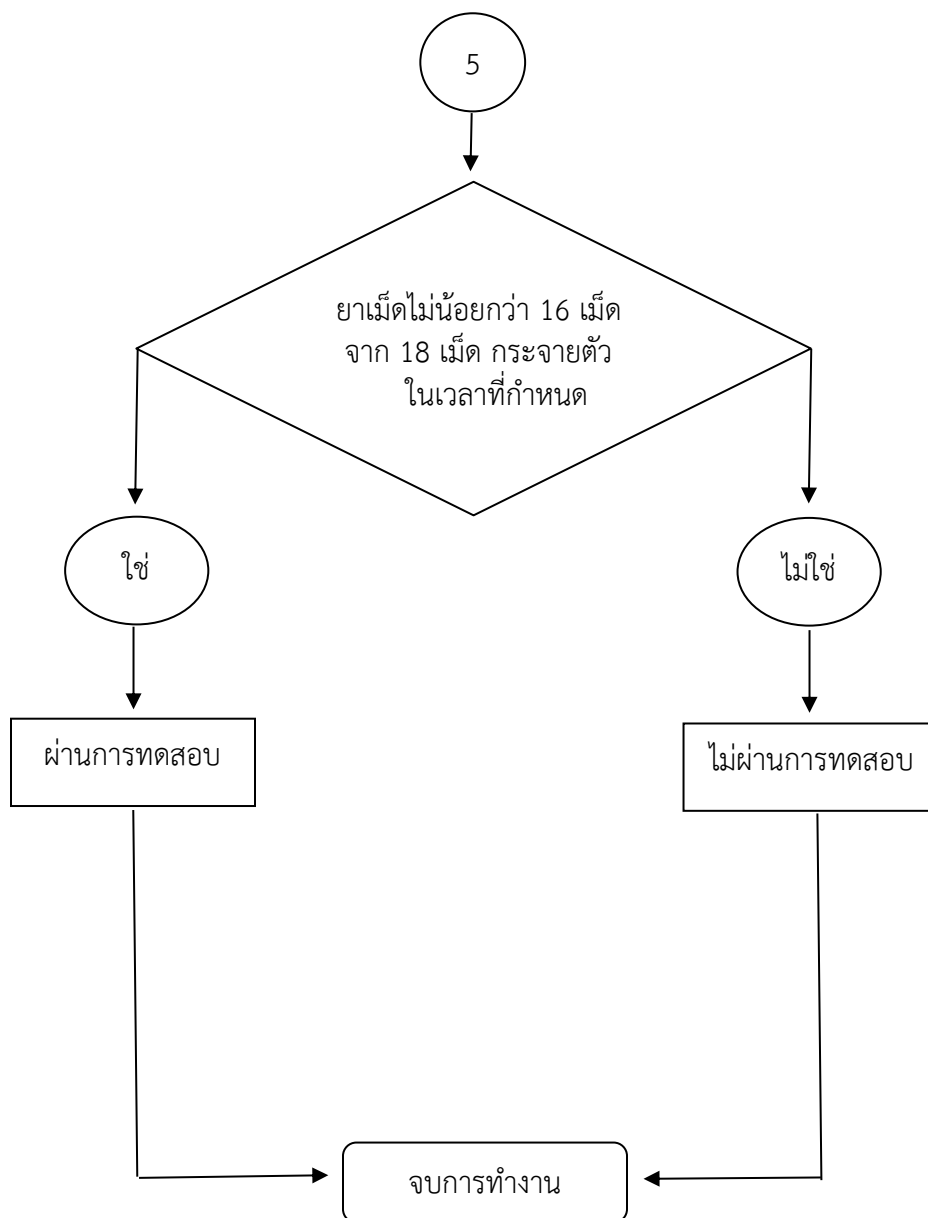 5
ยาเม็ดไม่น้อยกว่า 16 เม็ด
จาก 18 เม็ด กระจายตัว
ในเวลาที่กำหนด
ใช่
ไม่ใช่
ผ่านการทดสอบ
ไม่ผ่านการทดสอบ
จบการทำงาน